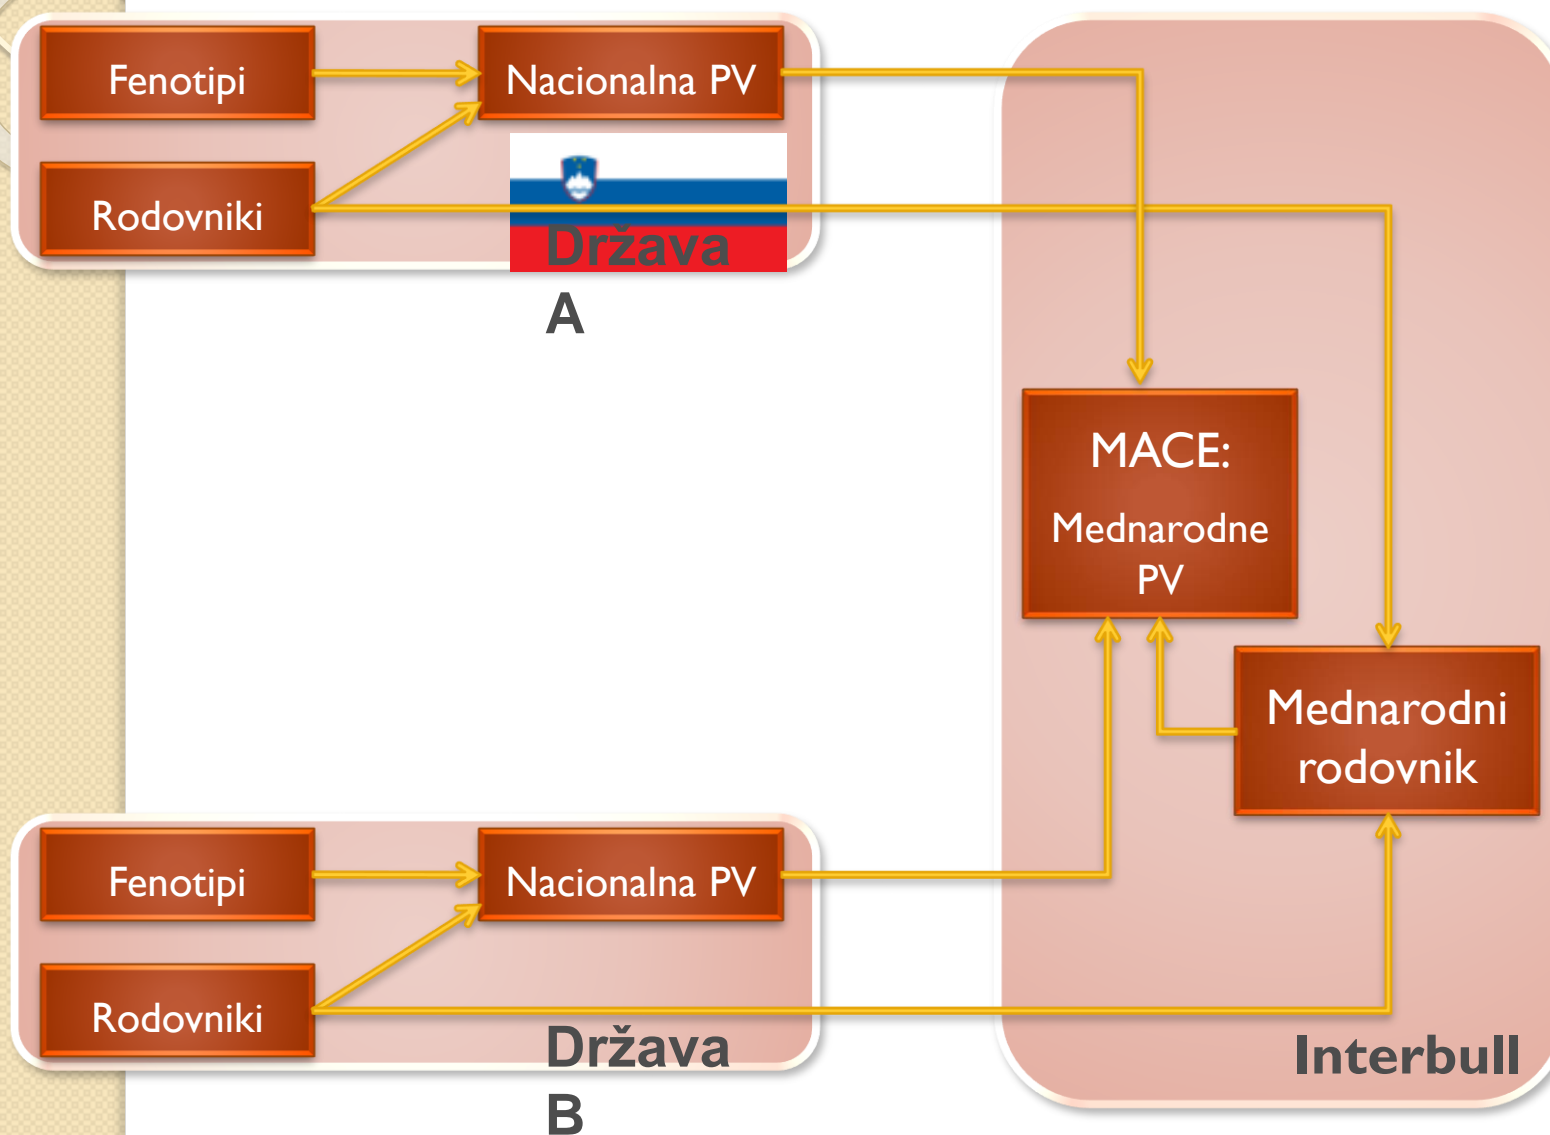 Fenotipi
Nacionalna PV
Rodovniki
Država
A
MACE:
Mednarodne
PV
Mednarodni
rodovnik
Fenotipi
Nacionalna PV
Rodovniki
Država
B
Interbull